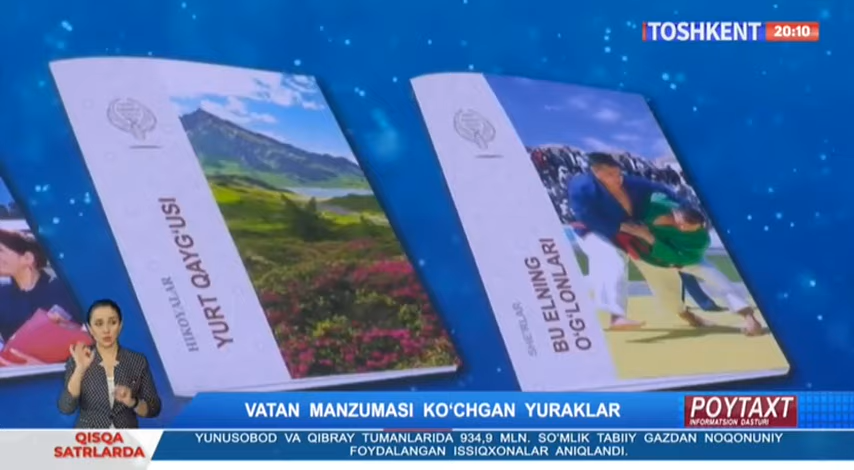 TOSHKENT 20:10
HIKOYALAR
YURT QAYG'USI
SHE'RLAR
BU ELNING
O'G'LONLARI
VATAN MANZUMASI KO‘CHGAN YURAKLAR
POYTAXT
INFORMATSION DASTURI
QISQA
SATRLARDA
YUNUSOBOD VA QIBRAY TUMANLARIDA 934,9 MLN. SO‘MLIK TABIIY GAZDAN NOQONUNIY
FOYDALANGAN ISSIQXONALAR ANIQLANDI.